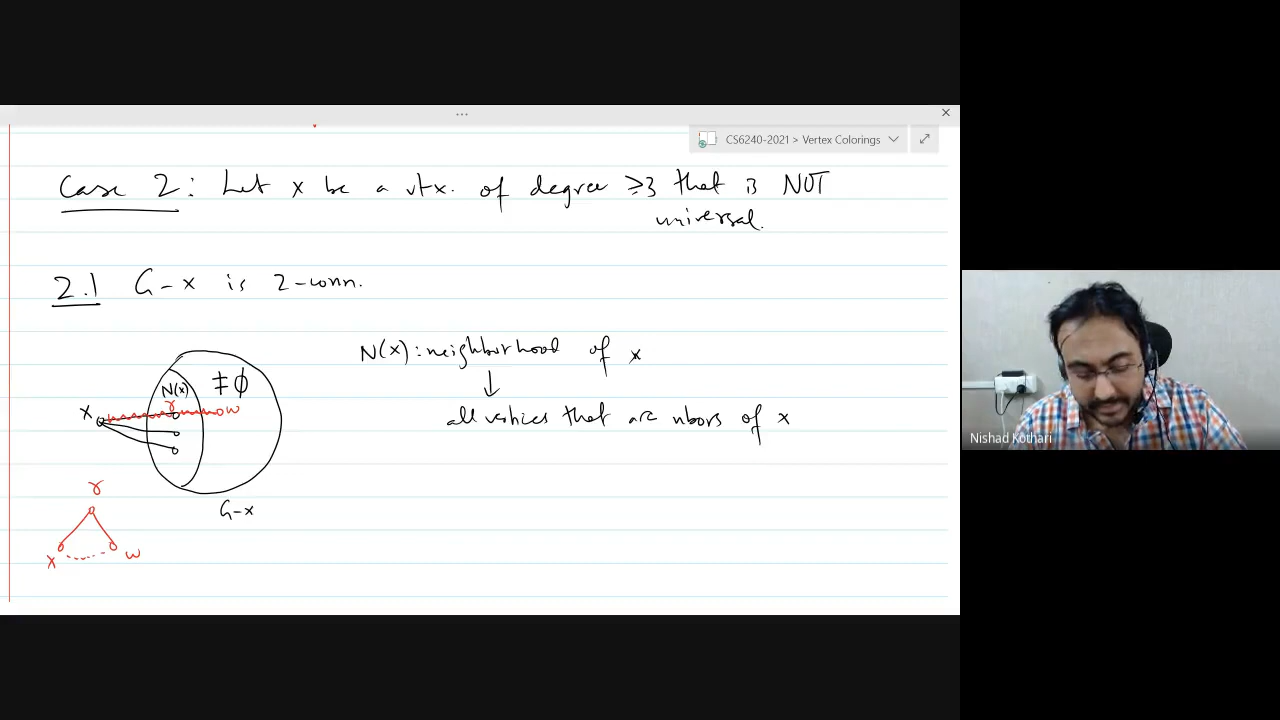 CS6240-2021 > Vertex Colorings
Case 2: Let x be a vtx. of degree ≥3 that is NOT
universal.
2.1 G-x is 2-conn.
N(x): neighborhood of x
↓
all vertices that are nbors of x
N(x) ≠ ϕ
x r w
G-x
r
x w
Nishad Kothari